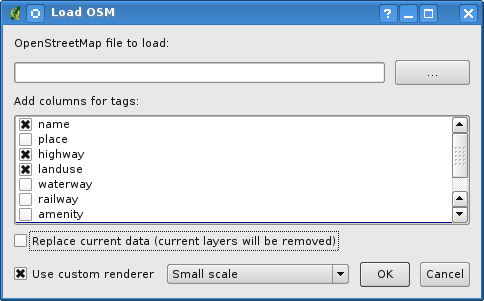 Load OSM
OpenStreetMap file to load:
...
Add columns for tags:
name
place
highway
landuse
waterway
railway
amenity
Replace current data (current layers will be removed)
Use custom renderer Small scale OK Cancel